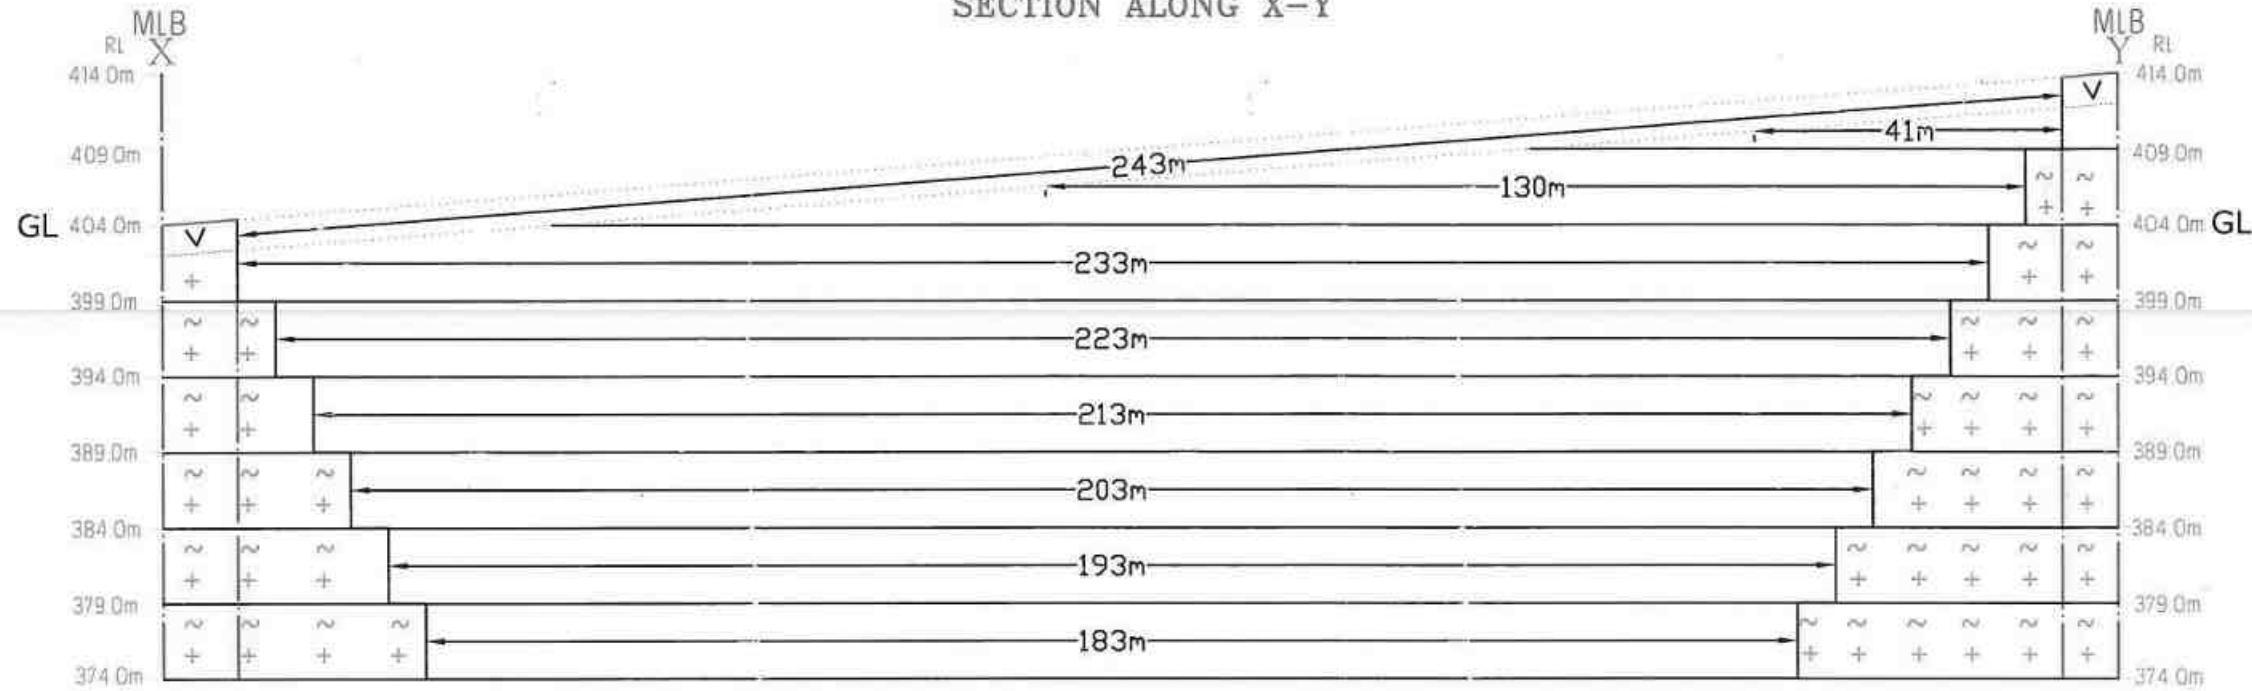 SECTION ALONG X-Y
MLB
X
RL
MLB
Y
RL
414.0m
V
V
414.0m
41m
409.0m
243m
409.0m
130m
GL 404.0m
404.0m GL
233m
399.0m
399.0m
223m
394.0m
394.0m
213m
389.0m
389.0m
203m
384.0m
384.0m
193m
379.0m
379.0m
183m
374.0m
374.0m